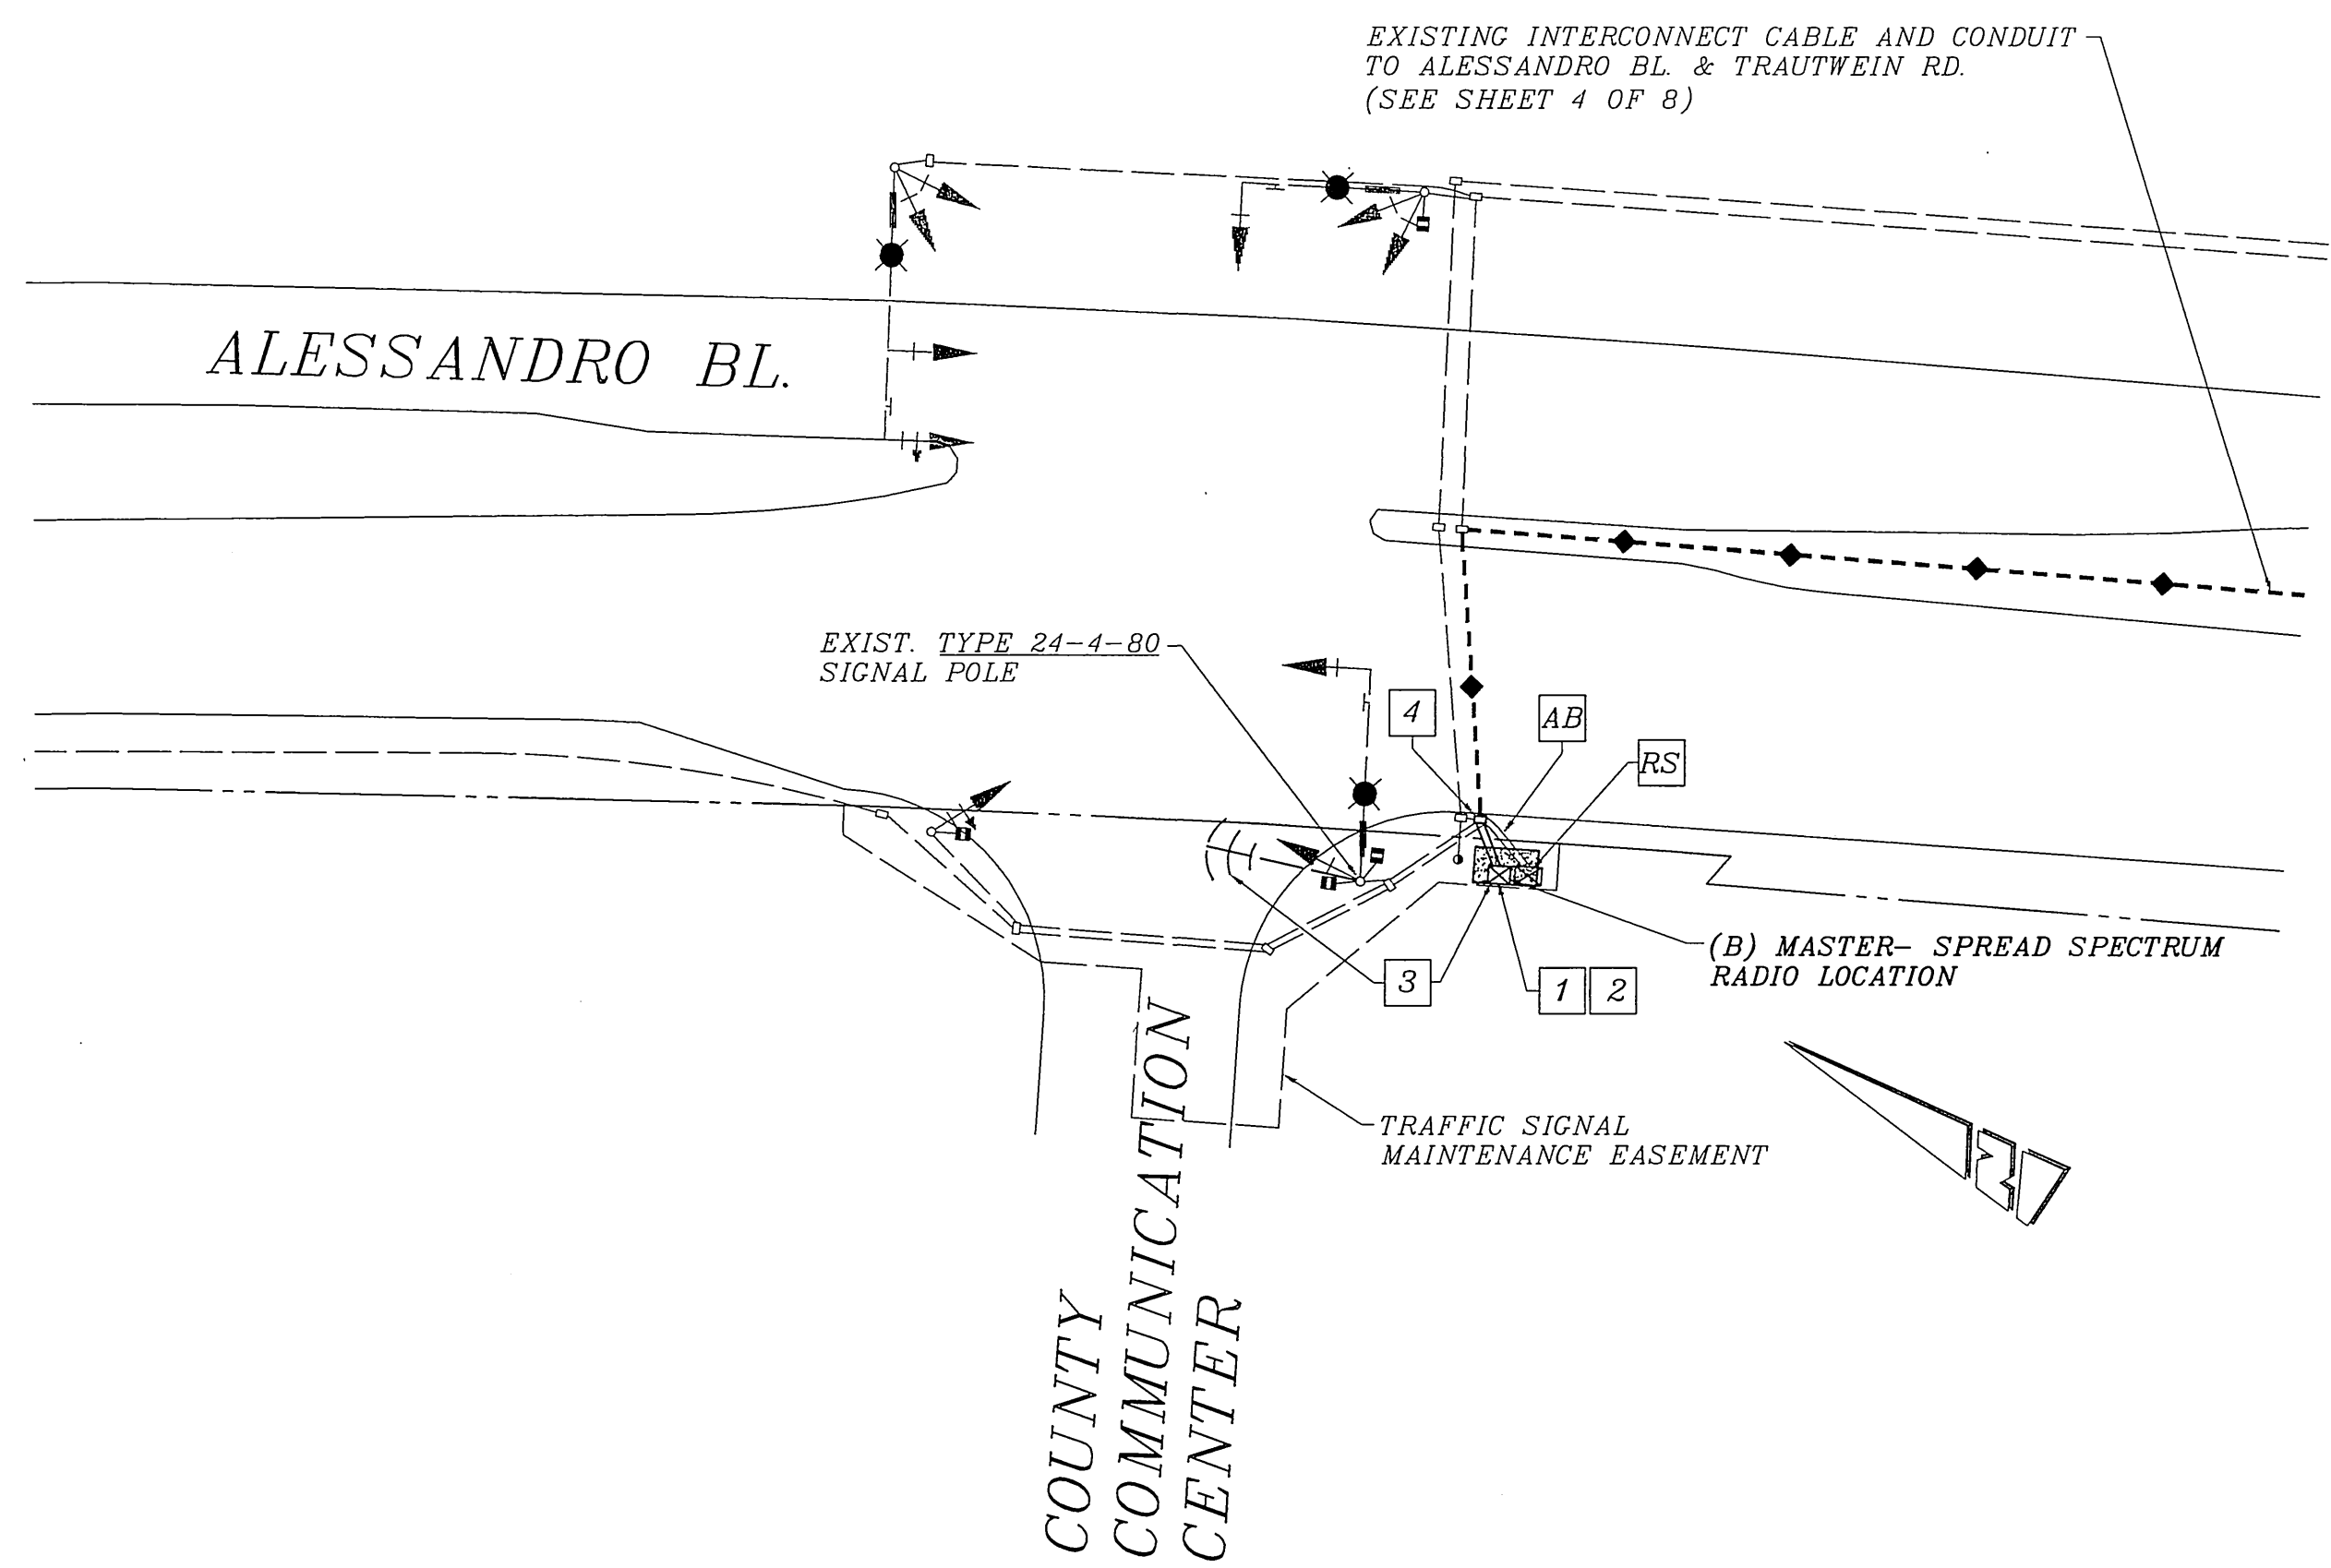 EXISTING INTERCONNECT CABLE AND CONDUIT
TO ALESSANDRO BL. & TRAUTWEIN RD.
(SEE SHEET 4 OF 8)
ALESSANDRO BL.
EXIST. TYPE 24-4-80
SIGNAL POLE
4
AB
RS
(B) MASTER- SPREAD SPECTRUM
RADIO LOCATION
3
1 2
TRAFFIC SIGNAL
MAINTENANCE EASEMENT
COUNTY
COMMUNICATION
CENTER
N